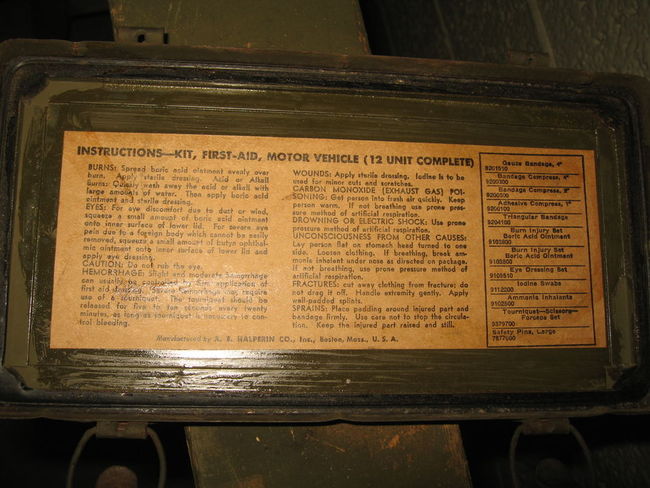 INSTRUCTIONS—KIT, FIRST-AID, MOTOR VEHICLE (12 UNIT COMPLETE)
BURNS: Spread boric acid ointment evenly over
burn. Apply sterile dressing. Acid or Alkali
Burns: Quickly wash away the acid or alkali with
large amounts of water. Then apply boric acid
ointment and sterile dressing.
EYES: For eye discomfort due to dust or wind,
squeeze a small amount of boric acid ointment
onto inner surface of lower lid. For severe eye
pain due to a foreign body which cannot be easily
removed, squeeze a small amount of butyn ophthal-
mic ointment onto inner surface of lower lid and
apply eye dressing.
CAUTION: Do not rub the eye.
HEMORRHAGE: Slight and moderate hemorrhage
can usually be controlled by firm application of
first aid dressing. Severe hemorrhage may require
use of a tourniquet. The tourniquet should be
released for five to ten seconds every twenty
minutes, as long as tourniquet is necessary to con-
trol bleeding.
WOUNDS: Apply sterile dressing. Iodine is to be
used for minor cuts and scratches.
CARBON MONOXIDE (EXHAUST GAS) POI-
SONING: Get person into fresh air quickly. Keep
person warm. If not breathing use prone pres-
sure method of artificial respiration.
DROWNING OR ELECTRIC SHOCK: Use prone
pressure method of artificial respiration.
UNCONSCIOUSNESS FROM OTHER CAUSES:
Lay person flat on stomach head turned to one
side. Loosen clothing. If breathing, break am-
monia inhalent under nose as directed on package.
If not breathing, use prone pressure method of
artificial respiration.
FRACTURES: cut away clothing from fracture; do
not drag it off. Handle extremely gently. Apply
well-padded splints.
SPRAINS: Place padding around injured part and
bandage firmly. Use care not to stop the circula-
tion. Keep the injured part raised and still.
Manufactured by A. E. HALPERIN CO., Inc., Boston, Mass., U. S. A.
Gauze Bandage, 4"
9201510
Bandage Compress, 4"
Bandage Compress, 2"
Adhesive Compress, 1"
Triangular Bandage
9204100
Burn Injury Set
Boric Acid Ointment
9103800
Burn Injury Set
Boric Acid Ointment
9103800
Eye Dressing Set
9101510
Iodine Swabs
9112200
Ammonia Inhalants
9102500
Tourniquet—Scissors—
Forceps Set
9379700
Safety Pins, Large
7877000